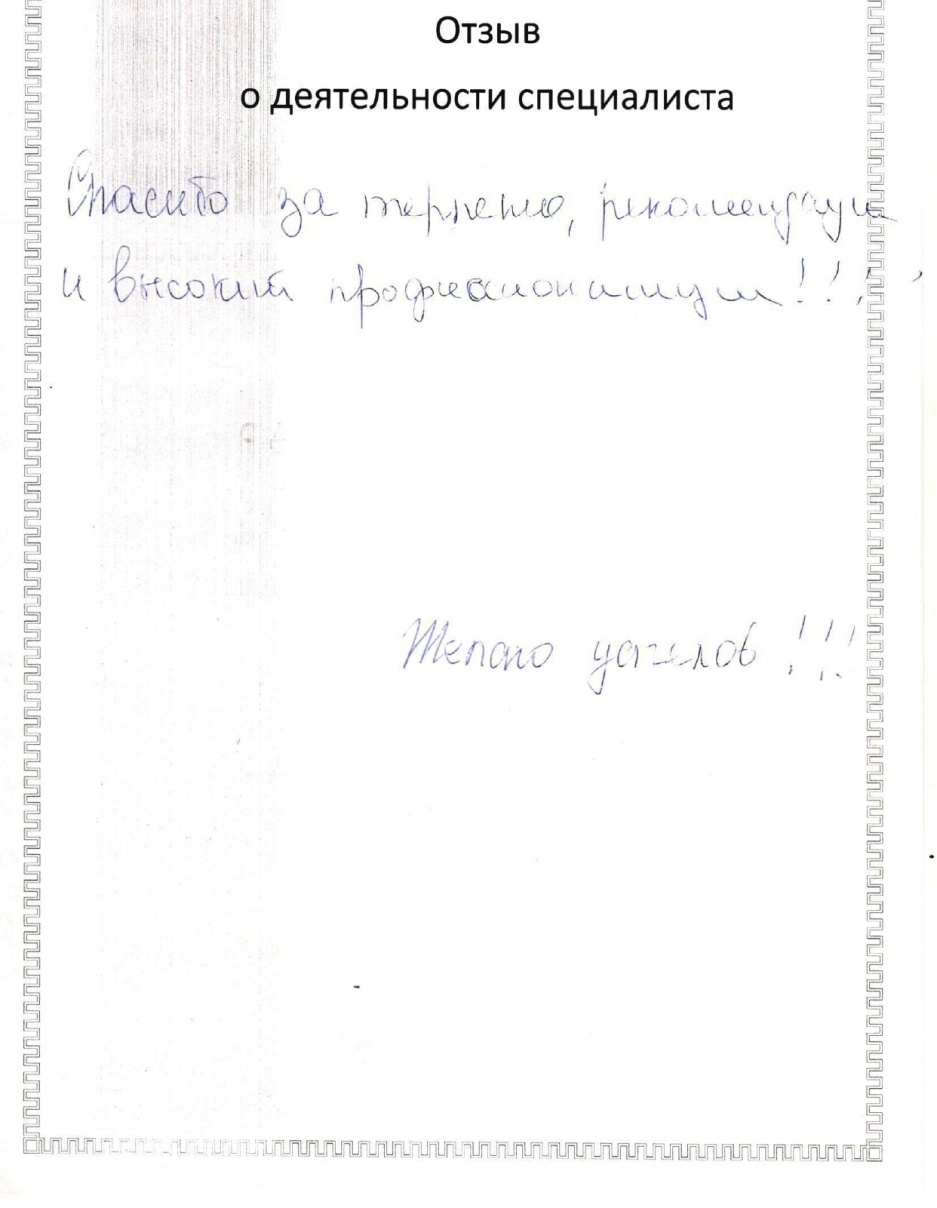 Отзыв
о деятельности специалиста
Спасибо за терпение, рекомендации
и высокий профессионализм!!!
Желаю успехов!!!